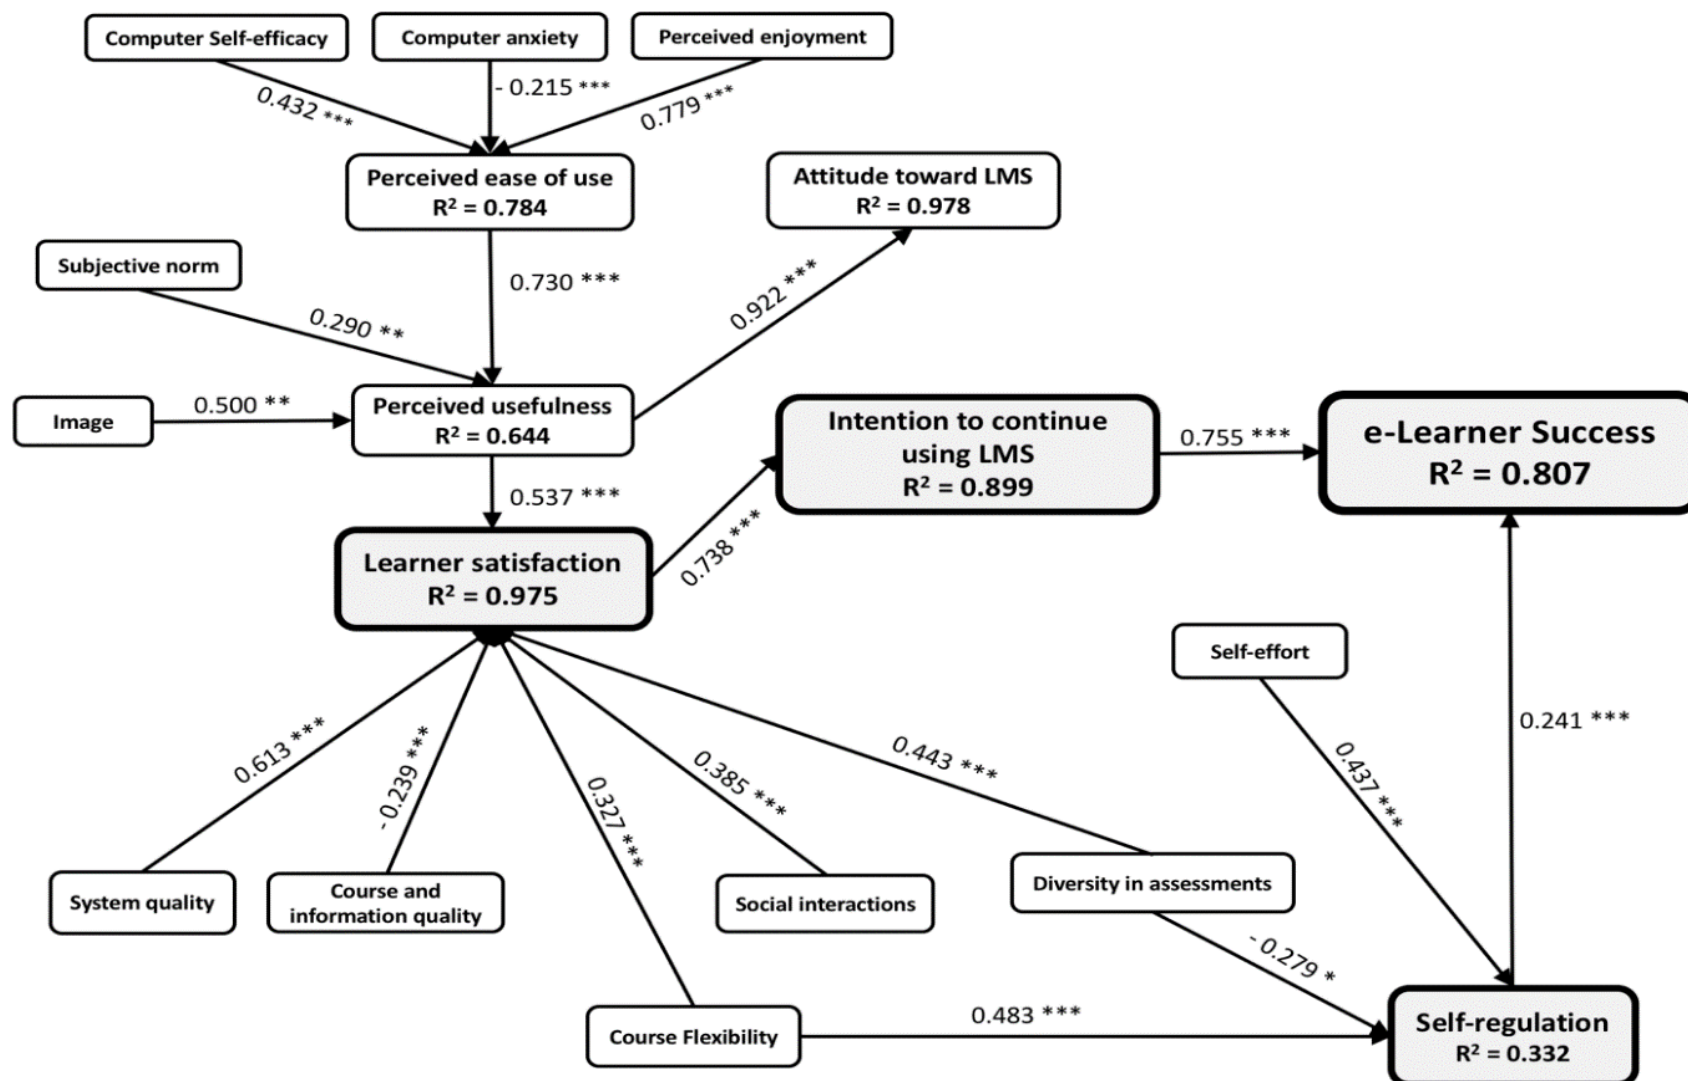 Computer Self-efficacy
Computer anxiety
Perceived enjoyment
0.432 ***
- 0.215 ***
0.779 ***
Perceived ease of use
R² = 0.784
Attitude toward LMS
R² = 0.978
Subjective norm
0.730 ***
0.290 **
0.922 ***
Image
0.500 **
Perceived usefulness
R² = 0.644
Intention to continue
using LMS
R² = 0.899
0.755 ***
e-Learner Success
R² = 0.807
0.537 ***
0.738 ***
Learner satisfaction
R² = 0.975
Self-effort
0.613 ***
- 0.239 ***
0.327 ***
0.385 ***
0.443 ***
0.437 ***
0.241 ***
System quality
Course and
information quality
Social interactions
Diversity in assessments
- 0.279 *
Course Flexibility
0.483 ***
Self-regulation
R² = 0.332